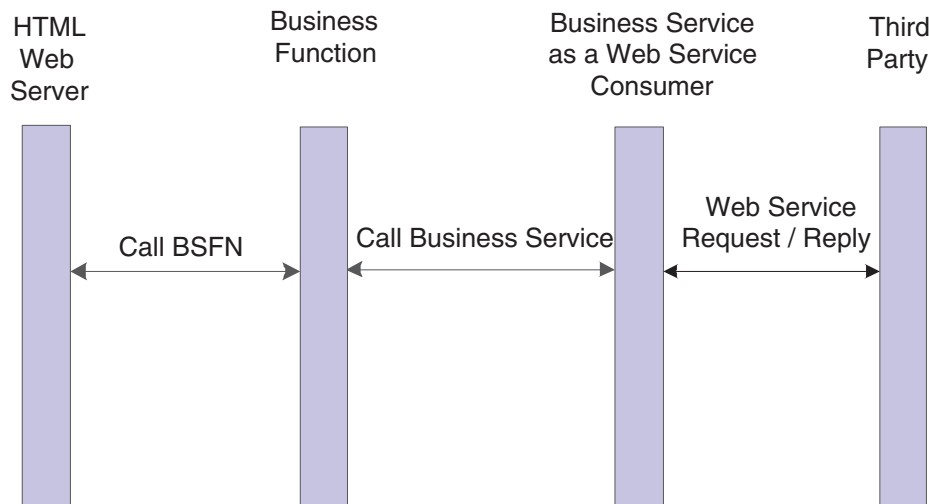 HTML
Web
Server
Business
Function
Business Service
as a Web Service
Consumer
Third
Party
Call BSFN
Call Business Service
Web Service
Request / Reply